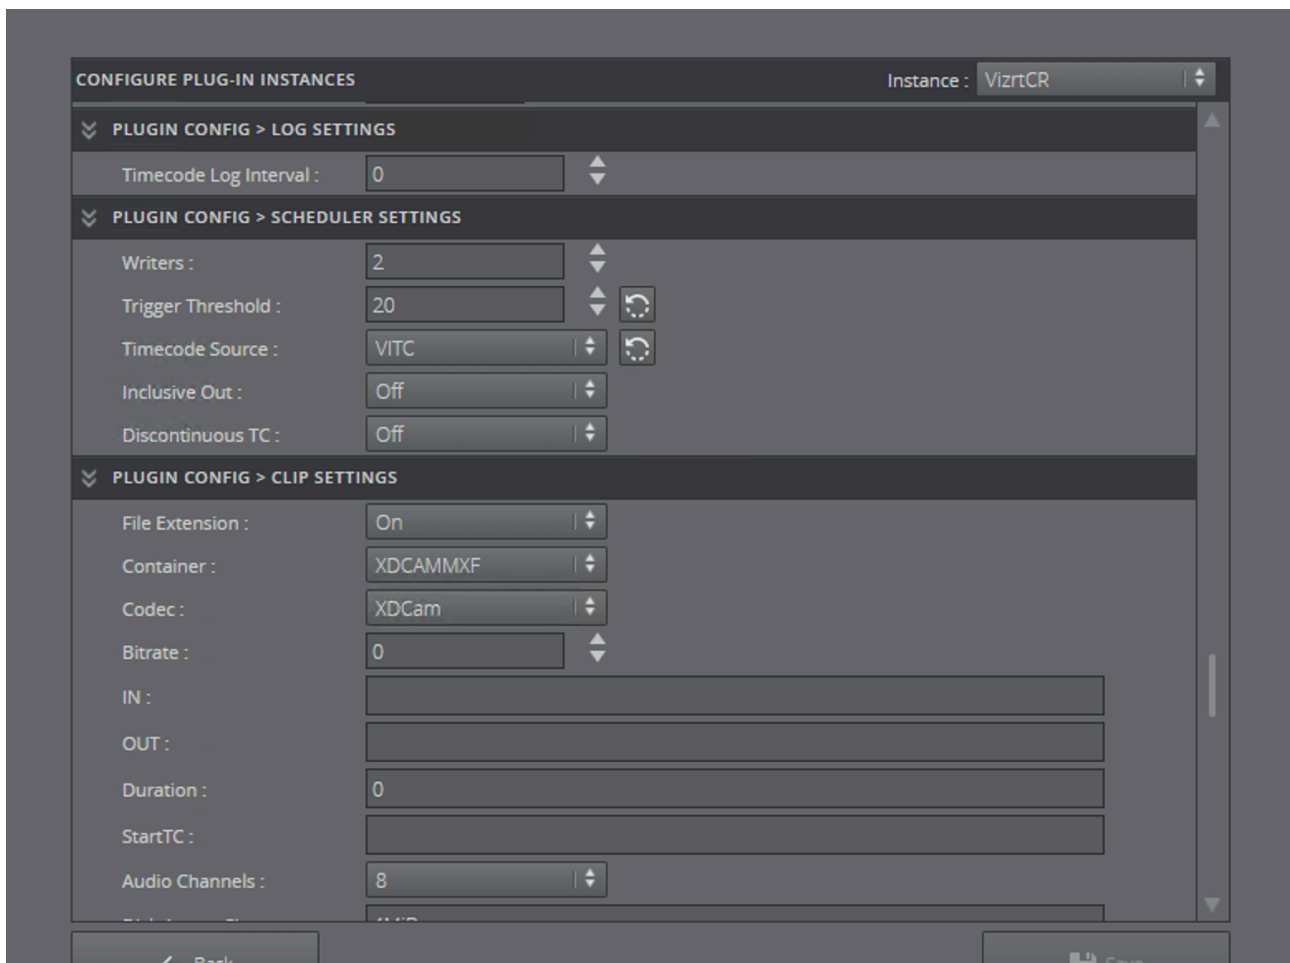 CONFIGURE PLUG-IN INSTANCES Instance : VizrtCR
PLUGIN CONFIG > LOG SETTINGS
Timecode Log Interval : 0
PLUGIN CONFIG > SCHEDULER SETTINGS
Writers : 2
Trigger Threshold : 20
Timecode Source : VITC
Inclusive Out : Off
Discontinuous TC : Off
PLUGIN CONFIG > CLIP SETTINGS
File Extension : On
Container : XDCAMMXF
Codec : XDCam
Bitrate : 0
IN :
OUT :
Duration : 0
StartTC :
Audio Channels : 8
Back Save